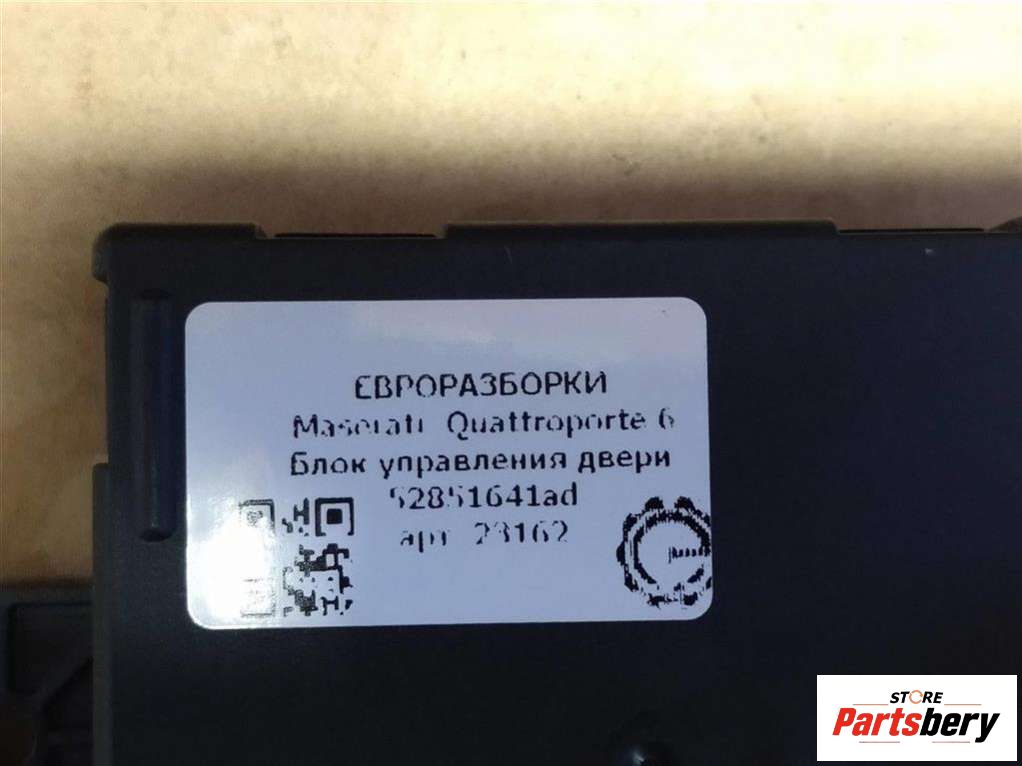 ЕВРОРАЗБОРКИ
Maserati Quattroporte 6
Блок управления двери
52851641ad
арт. 23162
STORE
Partsbery